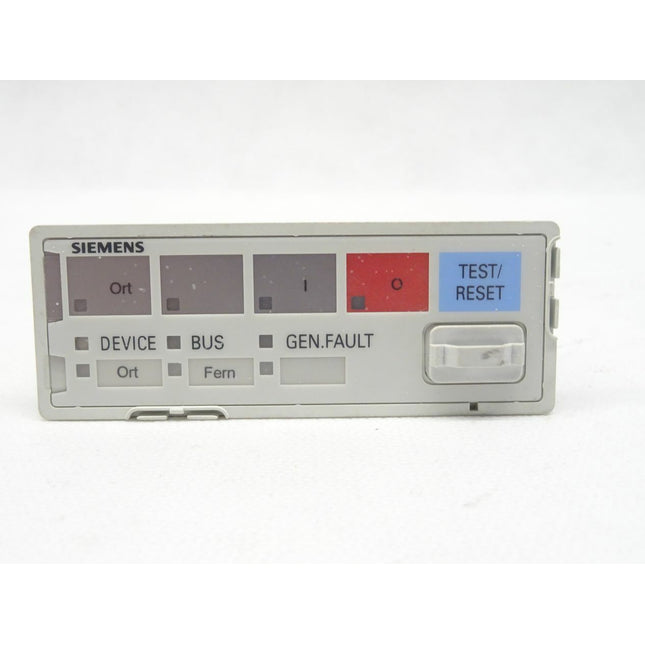 SIEMENS
Ort I O TEST/
RESET
DEVICE BUS GEN.FAULT
Ort Fern